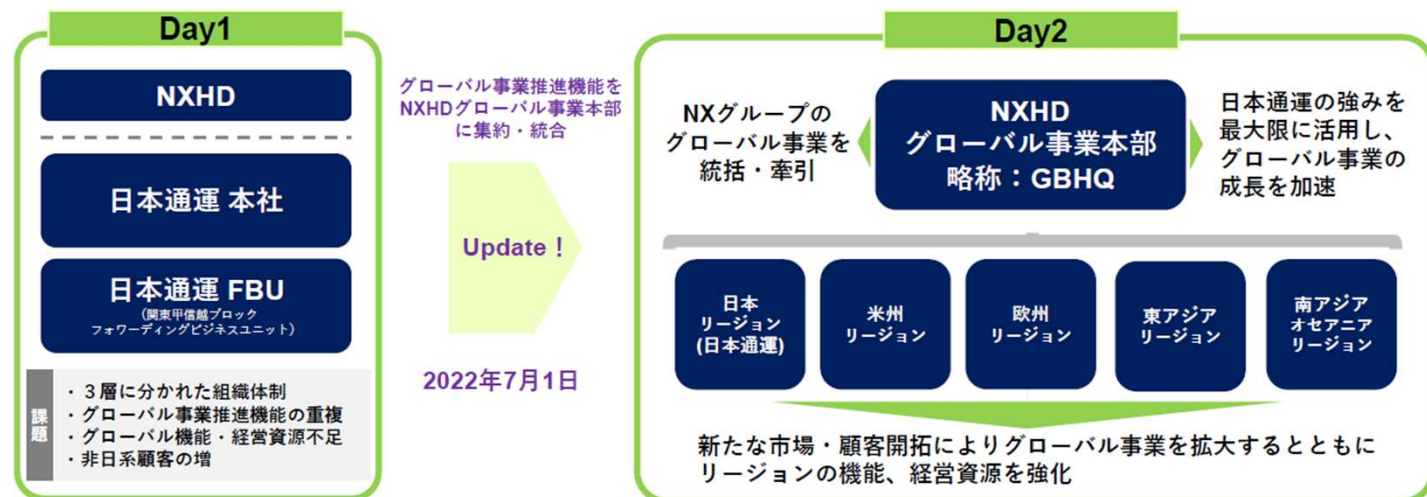 Day1
NXHD
日本通運 本社
日本通運 FBU
(関東甲信越ブロック
フォワーディングビジネスユニット)
課題
・３層に分かれた組織体制
・グローバル事業推進機能の重複
・グローバル機能・経営資源不足
・非日系顧客の増
グローバル事業推進機能を
NXHDグローバル事業本部
に集約・統合
Update！
2022年7月1日
Day2
NXグループの
グローバル事業を
統括・牽引
NXHD
グローバル事業本部
略称：GBHQ
日本通運の強みを
最大限に活用し、
グローバル事業の
成長を加速
日本
リージョン
(日本通運)
米州
リージョン
欧州
リージョン
東アジア
リージョン
南アジア
オセアニア
リージョン
新たな市場・顧客開拓によりグローバル事業を拡大するとともに
リージョンの機能、経営資源を強化